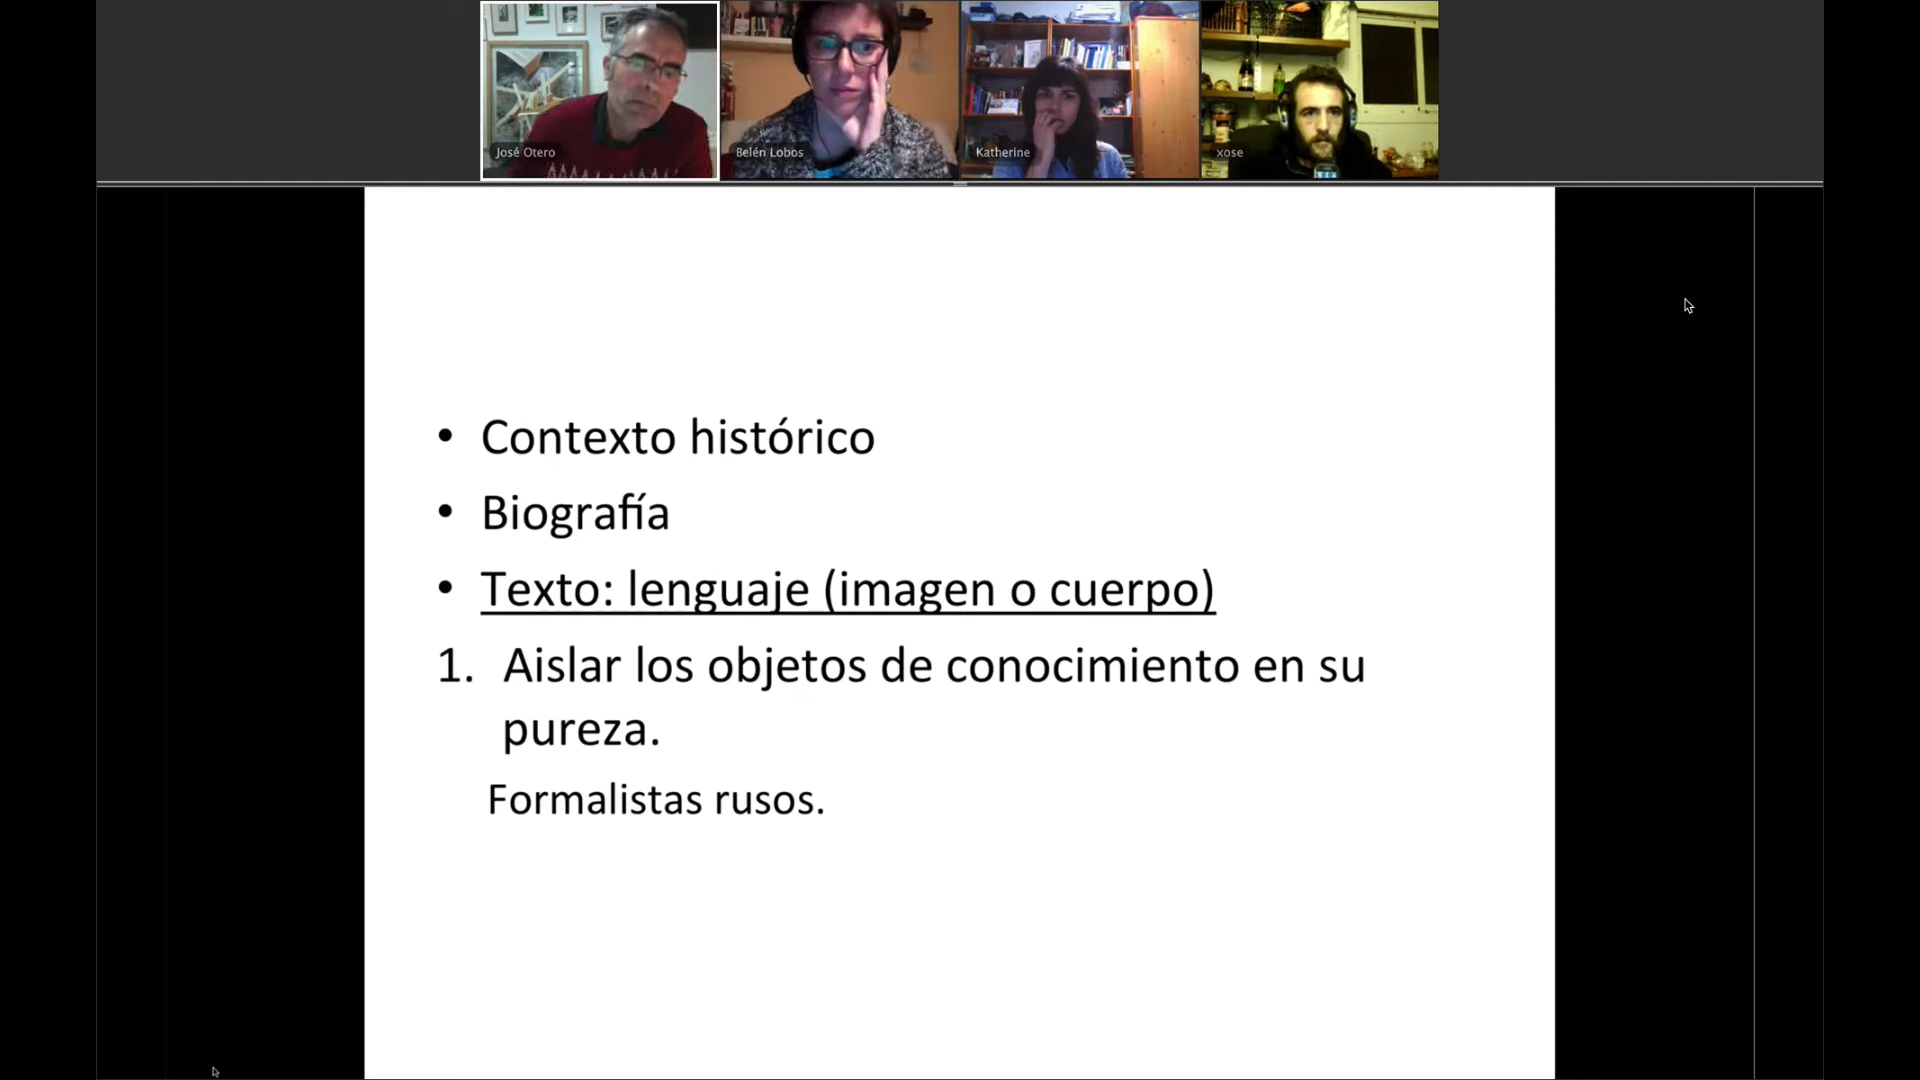 José Otero
Belén Lobos
Katherine
xose
• Contexto histórico
• Biografía
• Texto: lenguaje (imagen o cuerpo)
1. Aislar los objetos de conocimiento en su
pureza.
Formalistas rusos.